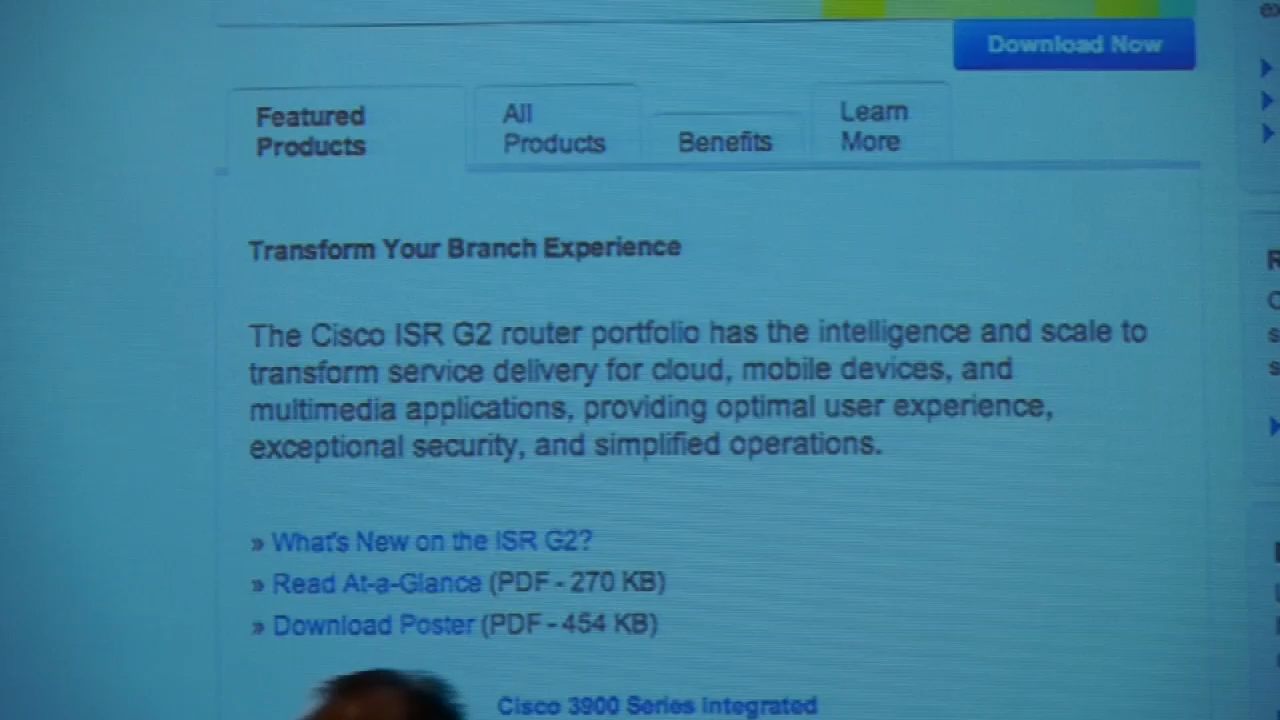 Download Now
Featured
Products
All
Products
Benefits
Learn
More
Transform Your Branch Experience
The Cisco ISR G2 router portfolio has the intelligence and scale to
transform service delivery for cloud, mobile devices, and
multimedia applications, providing optimal user experience,
exceptional security, and simplified operations.
» What's New on the ISR G2?
» Read At-a-Glance (PDF - 270 KB)
» Download Poster (PDF - 454 KB)
Cisco 3900 Series Integrated